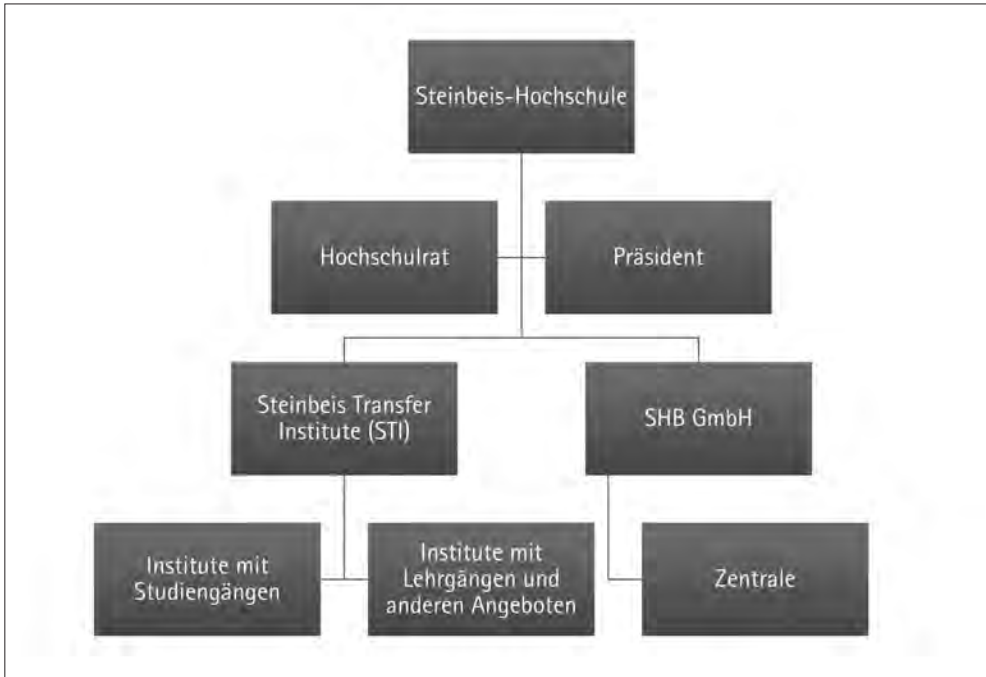 Steinbeis-Hochschule
Hochschulrat
Präsident
Steinbeis Transfer
Institute (STI)
SHB GmbH
Institute mit
Studiengängen
Institute mit
Lehrgängen und
anderen Angeboten
Zentrale